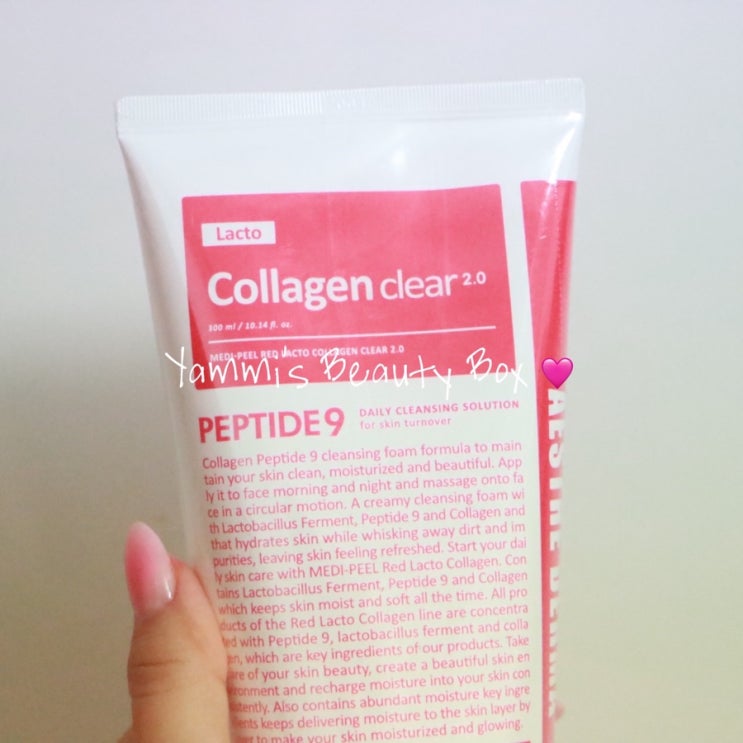 Lacto
Collagen clear 2.0
300 ml / 10.14 fl. oz.
MEDI-PEEL RED LACTO COLLAGEN CLEAR 2.0
Yammi's Beauty Box
PEPTIDE 9
DAILY CLEANSING SOLUTION
for skin turnover
Collagen Peptide 9 cleansing foam formula to main
tain your skin clean, moisturized and beautiful. App
ly it to face morning and night and massage onto fa
ce in a circular motion. A creamy cleansing foam wi
th Lactobacillus Ferment, Peptide 9 and Collagen and
that hydrates skin while whisking away dirt and im
purities, leaving skin feeling refreshed. Start your dai
ly skin care with MEDI-PEEL Red Lacto Collagen. Con
tains Lactobacillus Ferment, Peptide 9 and Collagen
which keeps skin moist and soft all the time. All pro
ducts of the Red Lacto Collagen line are concentra
ted with Peptide 9, lactobacillus ferment and colla
en, which are key ingredients of our products. Take
are of your skin beauty, create a beautiful skin en
ronment and recharge moisture into your skin con
stently. Also contains abundant moisture key ingre
ents keeps delivering moisture to the skin layer by
to make your skin moisturized and glowing.
AESTHE DERMA